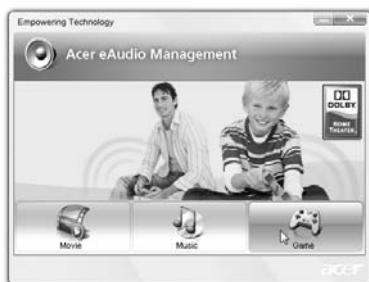 Empowering Technology
Acer eAudio Management
DOLBY
HOME
THEATER
Movie
Music
Game
acer